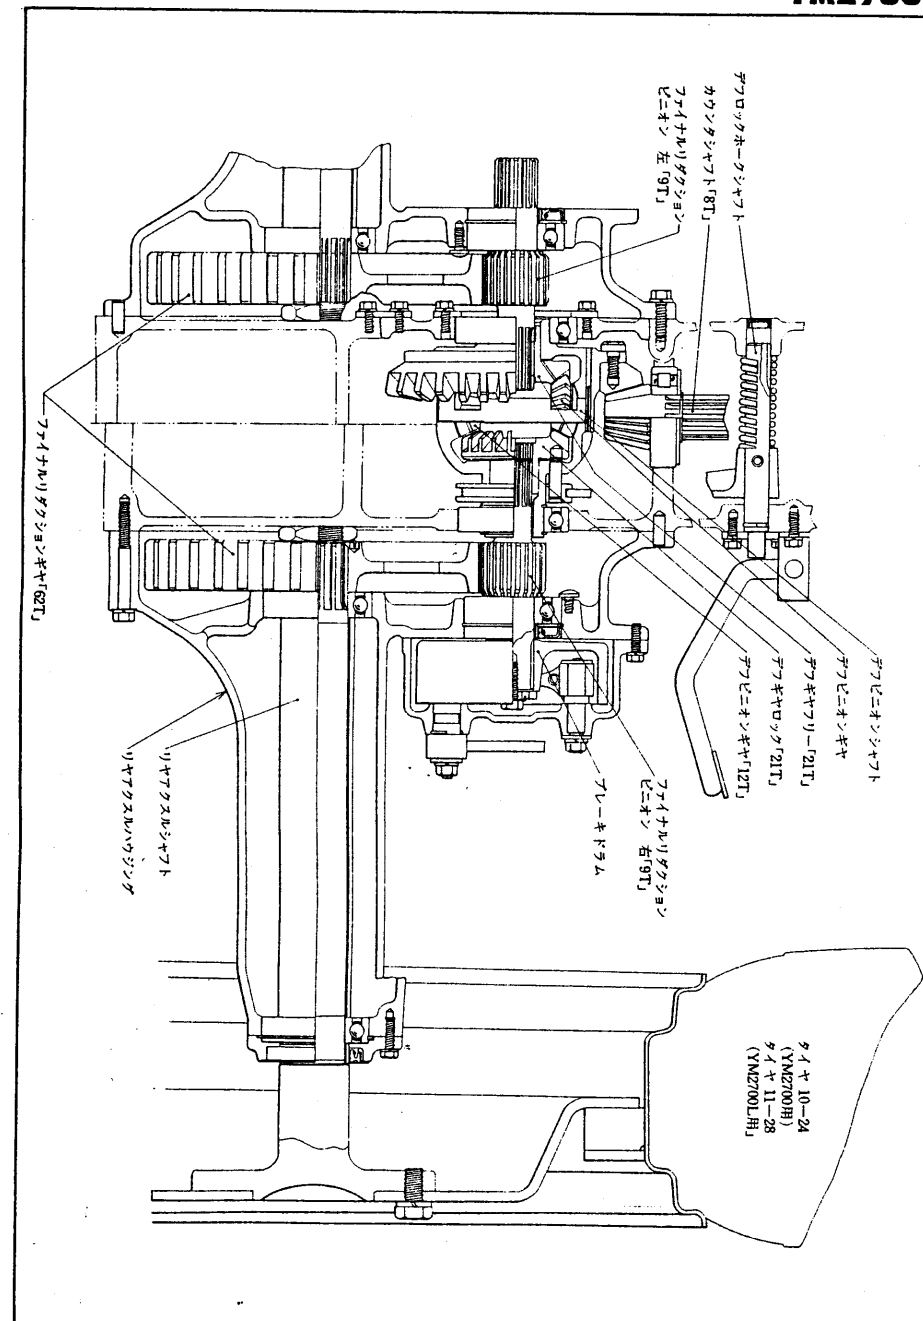 デフロックホークシャフト
カウンタシャフト「8T」
ファイナルリダクション
ピニオン 左「9T」
ファイナルリダクションギヤ「62T」
デフピニオンシャフト
デフピニオンギヤ
デフギヤフリー「21T」
デフギヤロック「21T」
デフピニオンギヤ「12T」
ファイナルリダクション
ピニオン 右「9T」
ブレーキドラム
リヤアクスルシャフト
リヤアクスルハウジング
タイヤ 10-24
(YM2700用)
タイヤ 11-28
(YM2700L用」